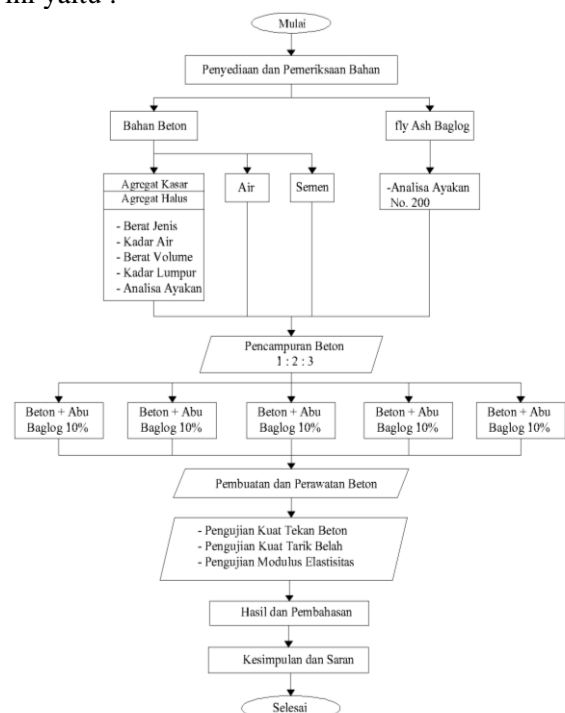 ini yaitu :
Mulai
Penyediaan dan Pemeriksaan Bahan
Bahan Beton
fly Ash Baglog
Agregat Kasar
Agregat Halus
- Berat Jenis
- Kadar Air
- Berat Volume
- Kadar Lumpur
- Analisa Ayakan
Air
Semen
-Analisa Ayakan
No. 200
Pencampuran Beton
1 : 2 : 3
Beton + Abu
Baglog 10%
Beton + Abu
Baglog 10%
Beton + Abu
Baglog 10%
Beton + Abu
Baglog 10%
Beton + Abu
Baglog 10%
Pembuatan dan Perawatan Beton
- Pengujian Kuat Tekan Beton
- Pengujian Kuat Tarik Belah
- Pengujian Modulus Elastisitas
Hasil dan Pembahasan
Kesimpulan dan Saran
Selesai